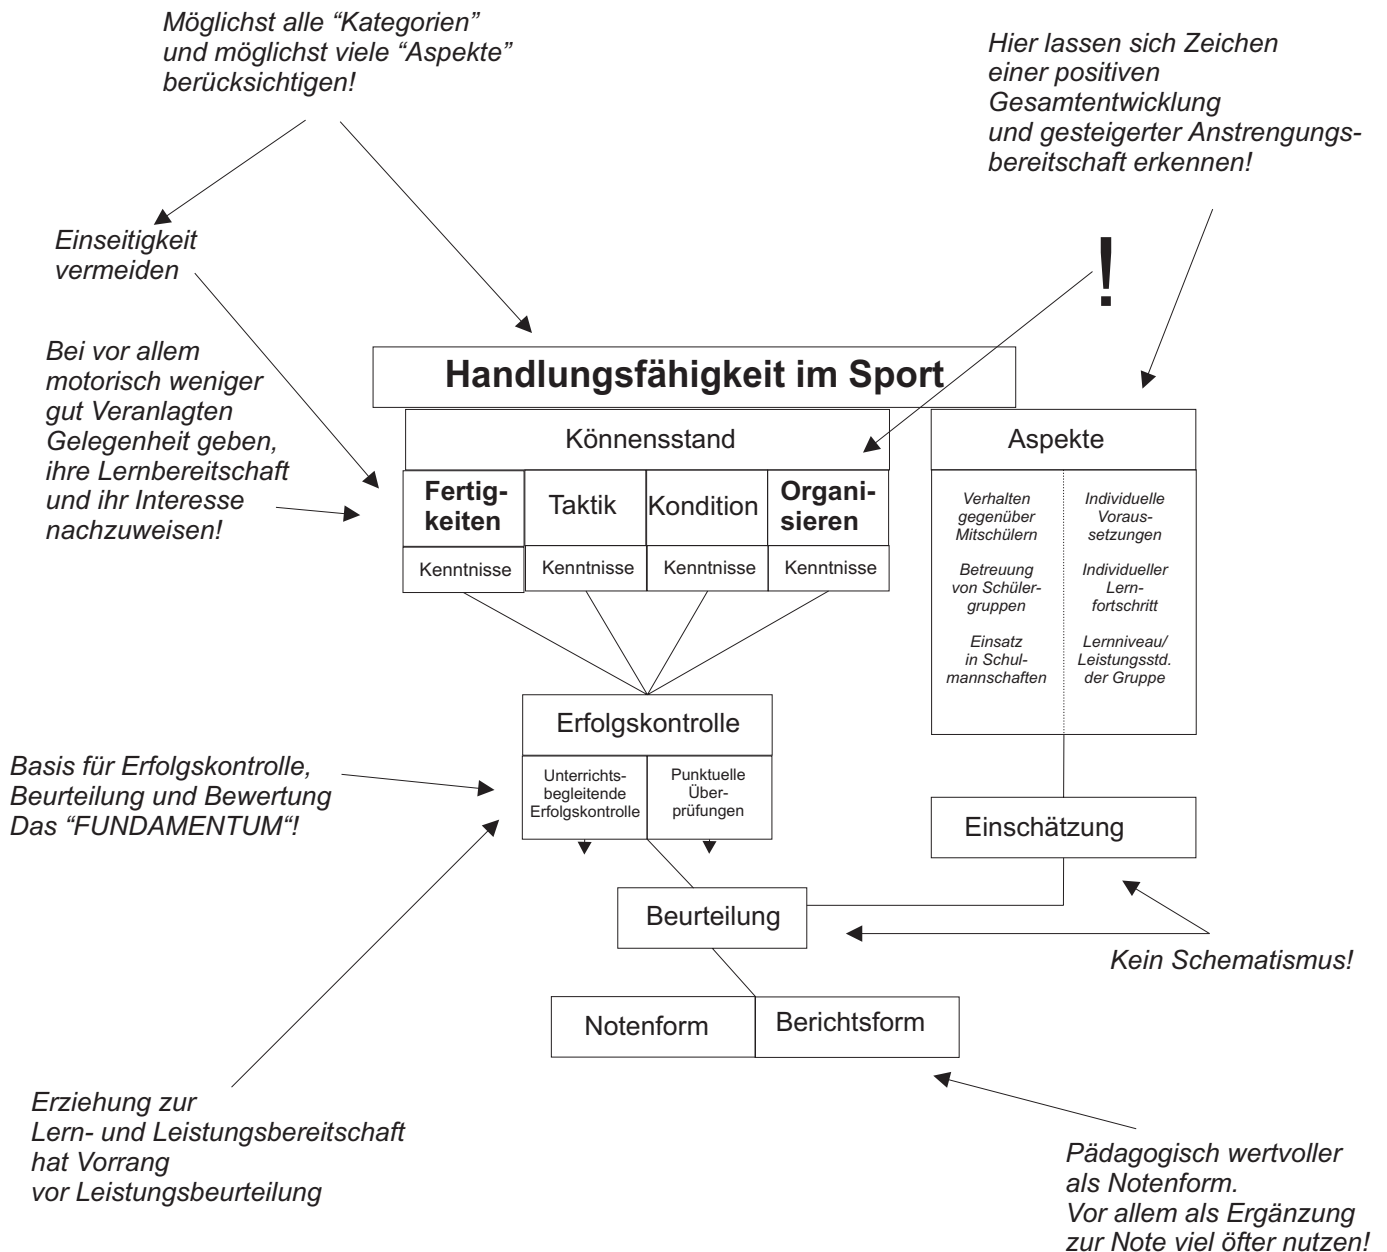 Möglichst alle “Kategorien”
und möglichst viele “Aspekte”
berücksichtigen!
Hier lassen sich Zeichen
einer positiven
Gesamtentwicklung
und gesteigerter Anstrengungs-
bereitschaft erkennen!
Einseitigkeit
vermeiden
!
Bei vor allem
motorisch weniger
gut Veranlagten
Gelegenheit geben,
ihre Lernbereitschaft
und ihr Interesse
nachzuweisen!
Handlungsfähigkeit im Sport
Könnensstand
Aspekte
Fertig-
keiten
Taktik
Kondition
Organi-
sieren
Kenntnisse
Kenntnisse
Kenntnisse
Kenntnisse
Verhalten
gegenüber
Mitschülern
Betreuung
von Schüler-
gruppen
Einsatz
in Schul-
mannschaften
Individuelle
Voraus-
setzungen
Individueller
Lern-
fortschritt
Lernniveau/
Leistungsstd.
der Gruppe
Erfolgskontrolle
Unterrichts-
begleitende
Erfolgskontrolle
Punktuelle
Über-
prüfungen
Basis für Erfolgskontrolle,
Beurteilung und Bewertung
Das “FUNDAMENTUM“!
Einschätzung
Beurteilung
Kein Schematismus!
Notenform
Berichtsform
Erziehung zur
Lern- und Leistungsbereitschaft
hat Vorrang
vor Leistungsbeurteilung
Pädagogisch wertvoller
als Notenform.
Vor allem als Ergänzung
zur Note viel öfter nutzen!